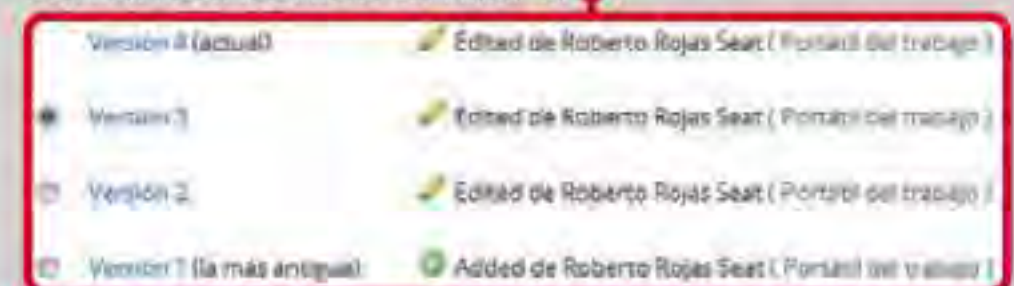 Versión 4 (actual) Edited de Roberto Rojas Seat ( Portátil del trabajo )
Versión 3 Edited de Roberto Rojas Seat ( Portátil del trabajo )
Versión 2 Edited de Roberto Rojas Seat ( Portátil del trabajo )
Versión 1 (la más antigua) Added de Roberto Rojas Seat ( Portátil del trabajo )